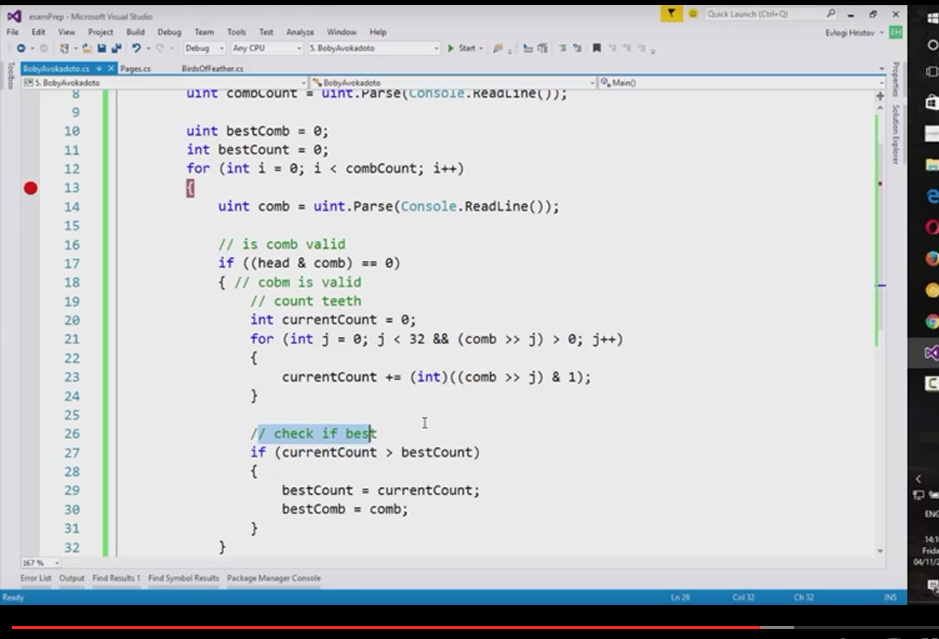 examPrep - Microsoft Visual Studio
Quick Launch (Ctrl+Q)
File Edit View Project Build Debug Team Tools Test Analyze Window Help
Evlogi Hristov EH
Debug Any CPU 5. BobyAvokadoto Start
BobyAvokadoto.cs Pages.cs BirdsOfFeather.cs
5. BobyAvokadoto BobyAvokadoto Main()
Toolbox
Properties
Solution Explorer
8 uint combCount = uint.Parse(Console.ReadLine());
9
10 uint bestComb = 0;
11 int bestCount = 0;
12 for (int i = 0; i < combCount; i++)
13 {
14 uint comb = uint.Parse(Console.ReadLine());
15
16 // is comb valid
17 if ((head & comb) == 0)
18 { // cobm is valid
19 // count teeth
20 int currentCount = 0;
21 for (int j = 0; j < 32 && (comb >> j) > 0; j++)
22 {
23 currentCount += (int)((comb >> j) & 1);
24 }
25
26 // check if best
27 if (currentCount > bestCount)
28 {
29 bestCount = currentCount;
30 bestComb = comb;
31 }
32 }
167 %
Error List Output Find Results 1 Find Symbol Results Package Manager Console
Ready Ln 26 Col 32 Ch 32 INS
ENG
14:1
Frida
04/11/